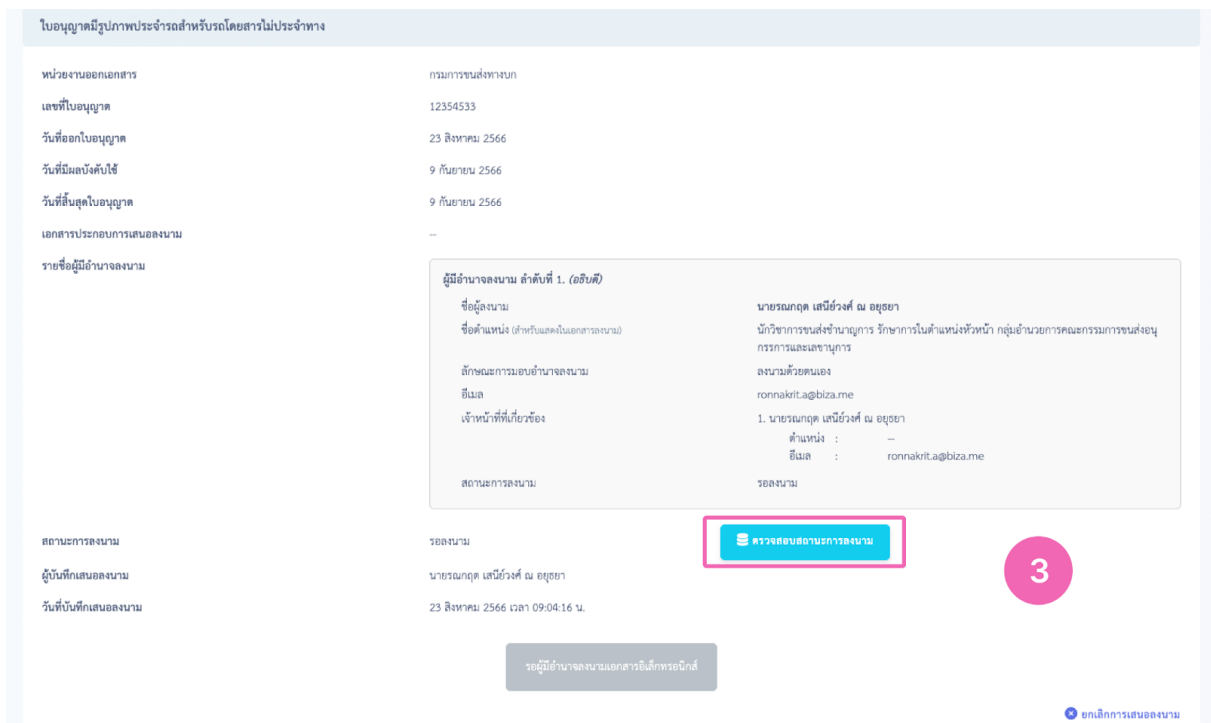 ใบอนุญาตมีรูปภาพประจำรถสำหรับรถโดยสารไม่ประจำทาง
หน่วยงานออกเอกสาร กรมการขนส่งทางบก
เลขที่ใบอนุญาต 12354533
วันที่ออกใบอนุญาต 23 สิงหาคม 2566
วันที่มีผลบังคับใช้ 9 กันยายน 2566
วันที่สิ้นสุดใบอนุญาต 9 กันยายน 2566
เอกสารประกอบการเสนอลงนาม --
รายชื่อผู้มีอำนาจลงนาม
ผู้มีอำนาจลงนาม ลำดับที่ 1. (อธิบดี)
ชื่อผู้ลงนาม นายรณกฤต เสนีย์วงศ์ ณ อยุธยา
ชื่อตำแหน่ง (สำหรับแสดงในเอกสารลงนาม) นักวิชาการขนส่งชำนาญการ รักษาการในตำแหน่งหัวหน้า กลุ่มอำนวยการคณะกรรมการขนส่งอนุ
กรรการและเลขานุการ
ลักษณะการมอบอำนาจลงนาม ลงนามด้วยตนเอง
อีเมล ronnakrit.a@biza.me
เจ้าหน้าที่ที่เกี่ยวข้อง 1. นายรณกฤต เสนีย์วงศ์ ณ อยุธยา
ตำแหน่ง : --
อีเมล : ronnakrit.a@biza.me
สถานะการลงนาม รอลงนาม
สถานะการลงนาม รอลงนาม ตรวจสอบสถานะการลงนาม
3
ผู้บันทึกเสนอลงนาม นายรณกฤต เสนีย์วงศ์ ณ อยุธยา
วันที่บันทึกเสนอลงนาม 23 สิงหาคม 2566 เวลา 09:04:16 น.
รอผู้มีอำนาจลงนามเอกสารอิเล็กทรอนิกส์
ยกเลิกการเสนอลงนาม